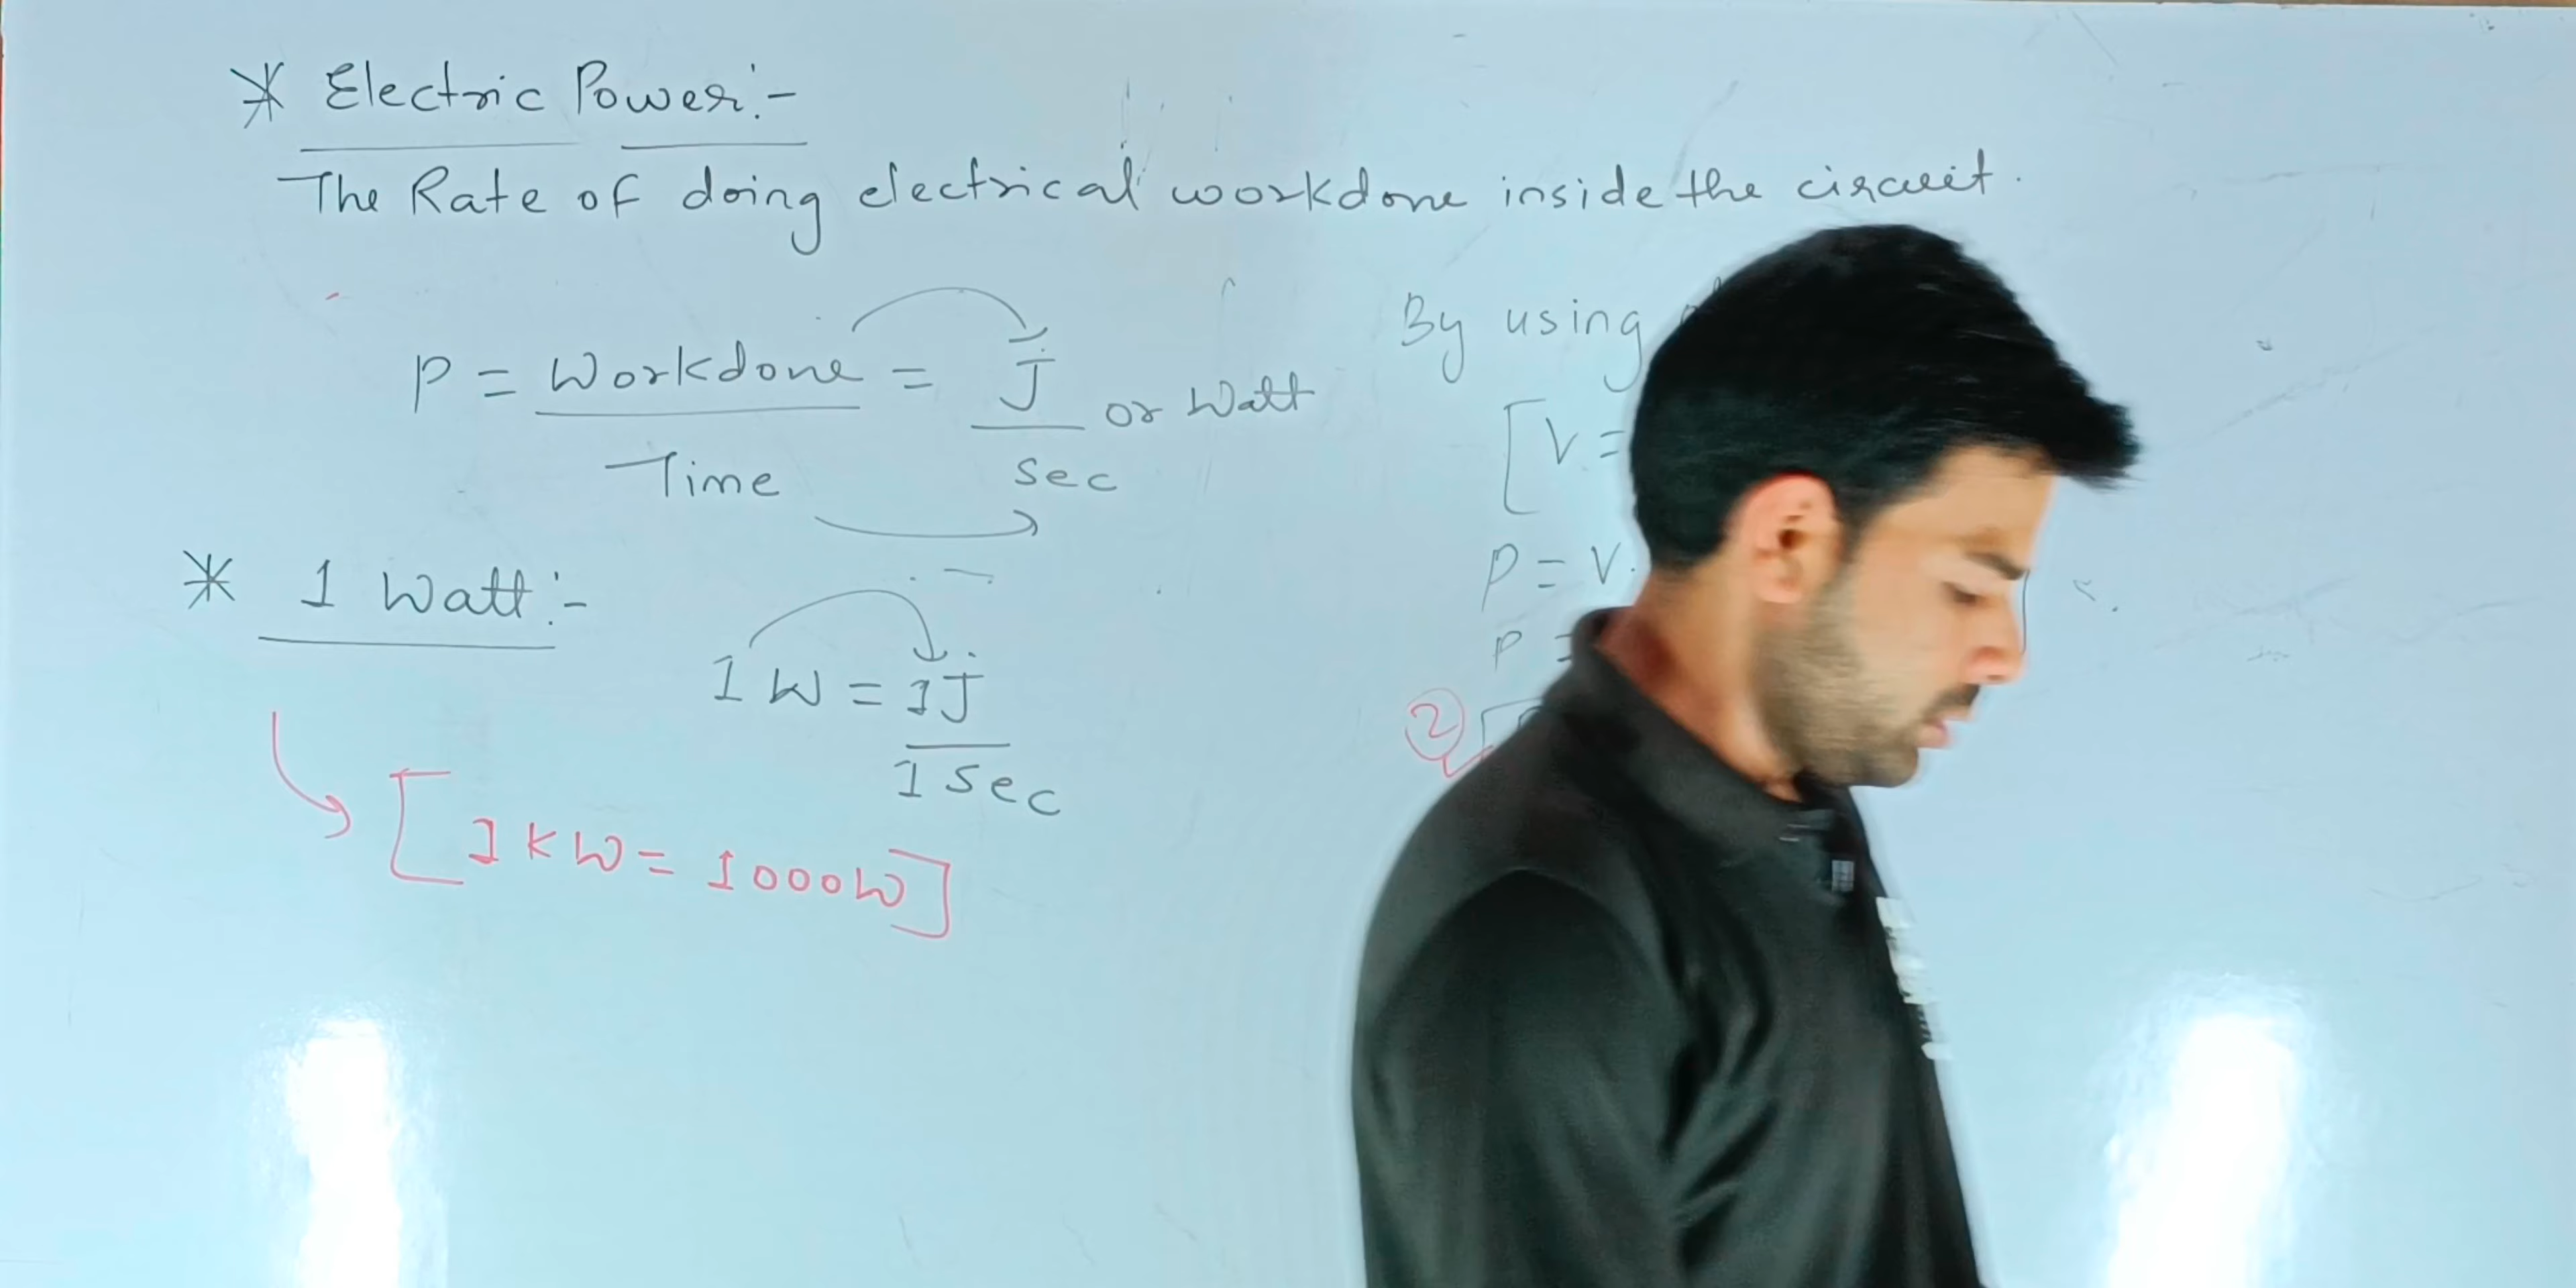 * Electric Power:-
The Rate of doing electrical workdone inside the circuit.
P = Workdone / Time = J / Sec or Watt
* 1 Watt:-
1 W = 1J / 1 Sec
[1 KW = 1000W]
By using
[V =
P = V.
P =
2